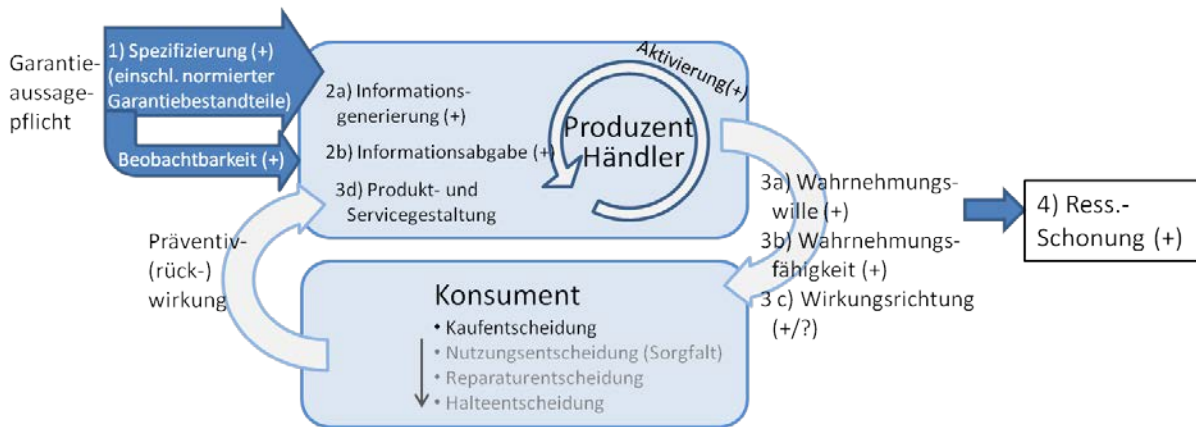 Garantie-
aussage-
pflicht
1) Spezifizierung (+)
(einschl. normierter
Garantiebestandteile)
Beobachtbarkeit (+)
2a) Informations-
generierung (+)
2b) Informationsabgabe (+)
3d) Produkt- und
Servicegestaltung
Aktivierung(+)
Produzent
Händler
3a) Wahrnehmungs-
wille (+)
3b) Wahrnehmungs-
fähigkeit (+)
3 c) Wirkungsrichtung
(+/?)
4) Ress.-
Schonung (+)
Präventiv-
(rück-)
wirkung
Konsument
• Kaufentscheidung
• Nutzungsentscheidung (Sorgfalt)
• Reparaturentscheidung
• Halteentscheidung